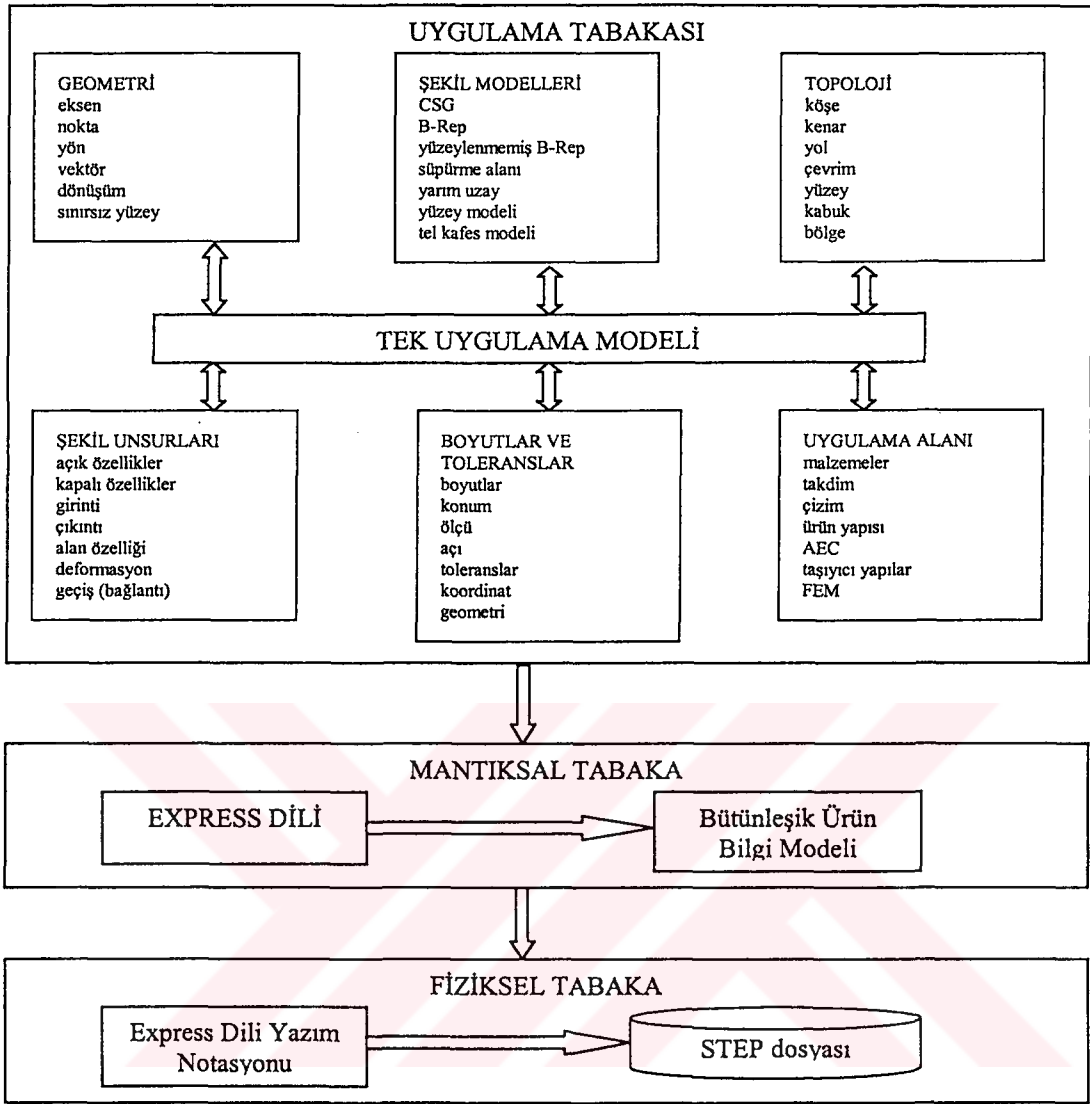 UYGULAMA TABAKASI
GEOMETRİ
eksen
nokta
yön
vektör
dönüşüm
sınırsız yüzey
ŞEKİL MODELLERİ
CSG
B-Rep
yüzeylenmemiş B-Rep
süpürme alanı
yarım uzay
yüzey modeli
tel kafes modeli
TOPOLOJİ
köşe
kenar
yol
çevrim
yüzey
kabuk
bölge
TEK UYGULAMA MODELİ
ŞEKİL UNSURLARI
açık özellikler
kapalı özellikler
girinti
çıkıntı
alan özelliği
deformasyon
geçiş (bağlantı)
BOYUTLAR VE
TOLERANSLAR
boyutlar
konum
ölçü
açı
toleranslar
koordinat
geometri
UYGULAMA ALANI
malzemeler
takdim
çizim
ürün yapısı
AEC
taşıyıcı yapılar
FEM
MANTIKSAL TABAKA
EXPRESS DİLİ
Bütünleşik Ürün
Bilgi Modeli
FİZİKSEL TABAKA
Express Dili Yazım
Notasyonu
STEP dosyası